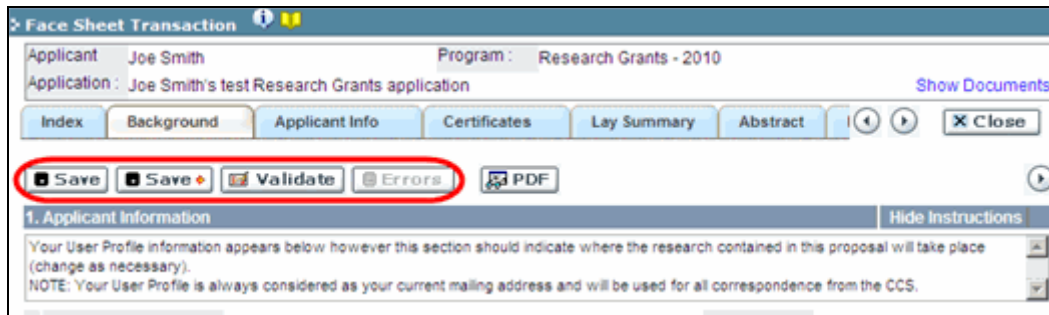 Face Sheet Transaction
Applicant Joe Smith Program : Research Grants - 2010
Application : Joe Smith's test Research Grants application Show Documents
Index Background Applicant Info Certificates Lay Summary Abstract Close
Save Save Validate Errors PDF
1. Applicant Information Hide Instructions
Your User Profile information appears below however this section should indicate where the research contained in this proposal will take place
(change as necessary).
NOTE: Your User Profile is always considered as your current mailing address and will be used for all correspondence from the CCS.